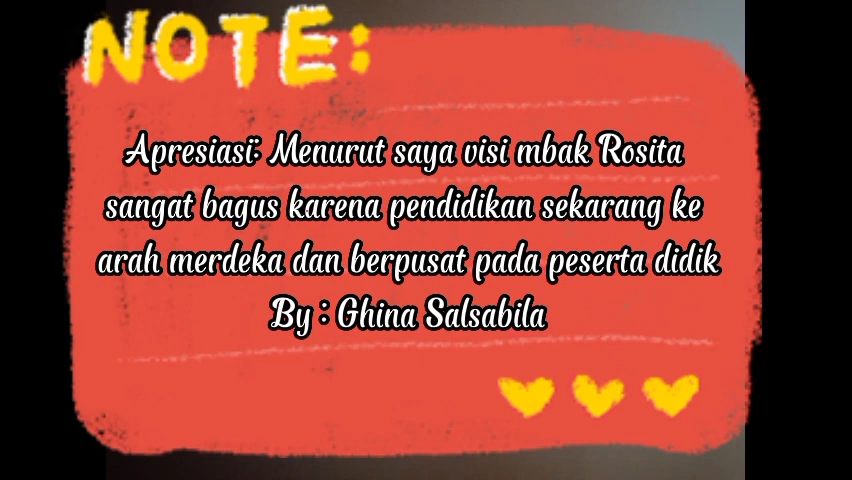 NOTE:
Apresiasi: Menurut saya visi mbak Rosita
sangat bagus karena pendidikan sekarang ke
arah merdeka dan berpusat pada peserta didik
By : Ghina Salsabila